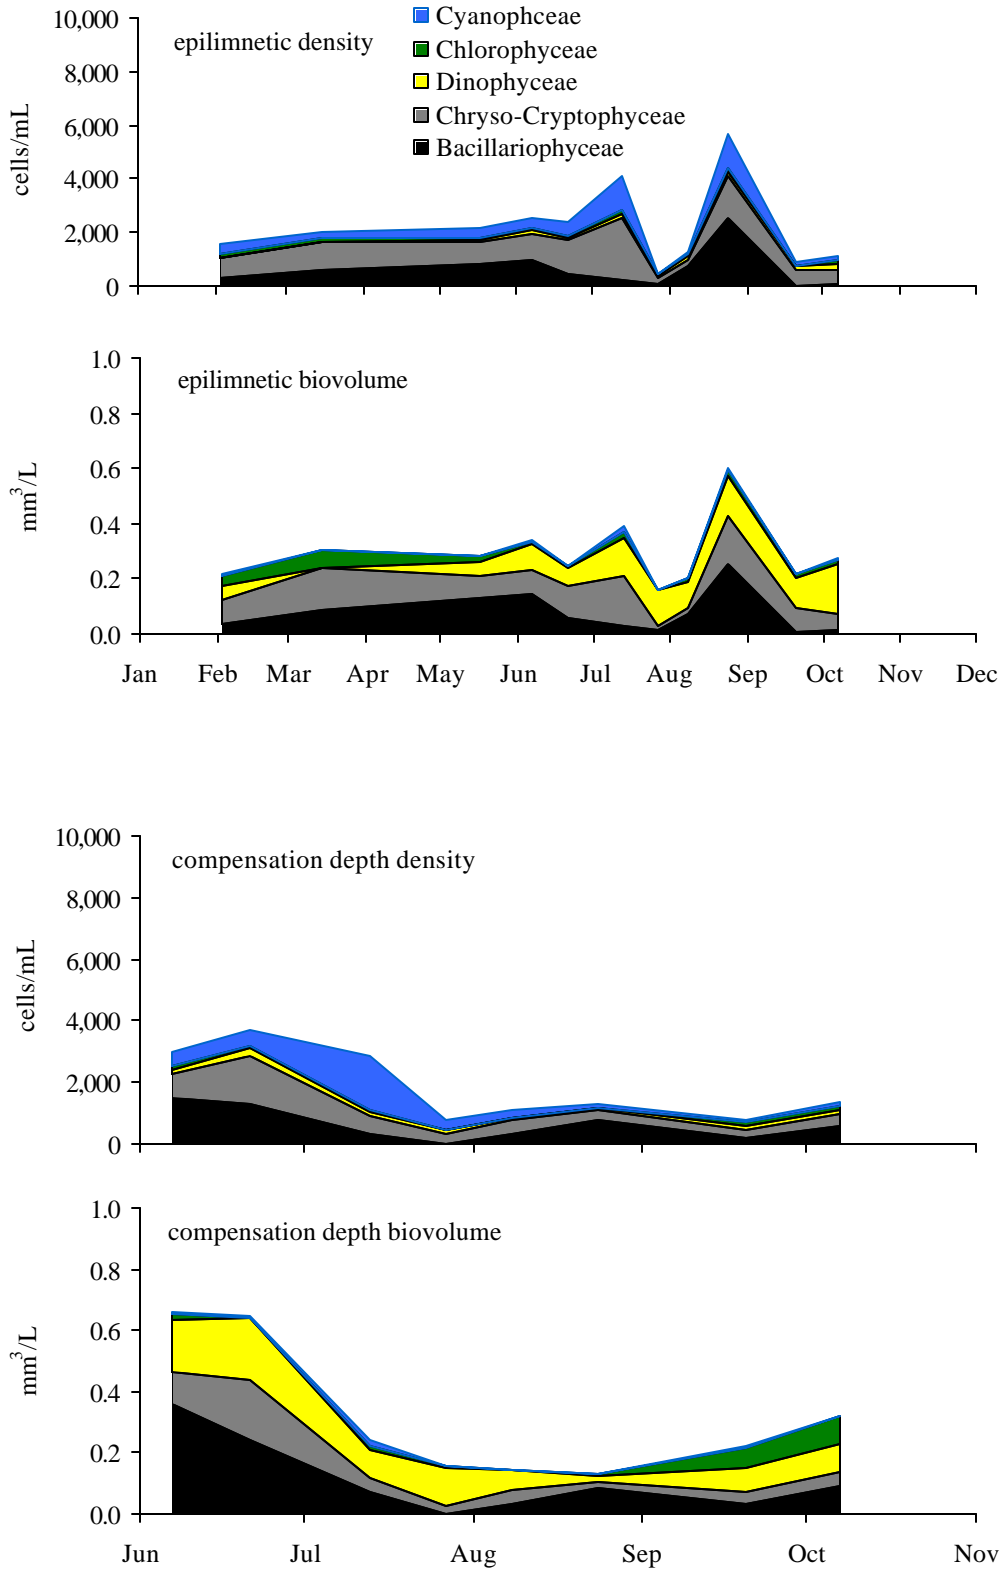 10,000
8,000
6,000
4,000
2,000
0
cells/mL
epilimnetic density
Cyanophceae
Chlorophyceae
Dinophyceae
Chryso-Cryptophyceae
Bacillariophyceae
1.0
0.8
0.6
0.4
0.2
0.0
mm³/L
epilimnetic biovolume
Jan Feb Mar Apr May Jun Jul Aug Sep Oct Nov Dec
10,000
8,000
6,000
4,000
2,000
0
cells/mL
compensation depth density
1.0
0.8
0.6
0.4
0.2
0.0
mm³/L
compensation depth biovolume
Jun Jul Aug Sep Oct Nov